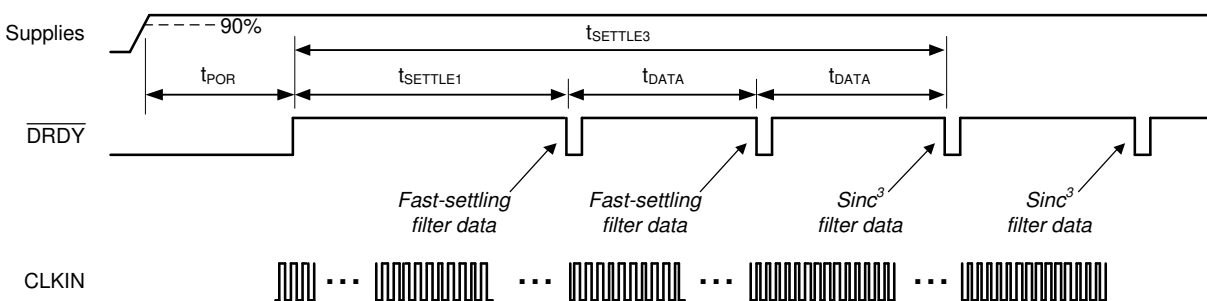 Supplies
90%
tSETTLE3
tPOR
tSETTLE1
tDATA
tDATA
DRDY
Fast-settling
filter data
Fast-settling
filter data
Sinc³
filter data
Sinc³
filter data
CLKIN